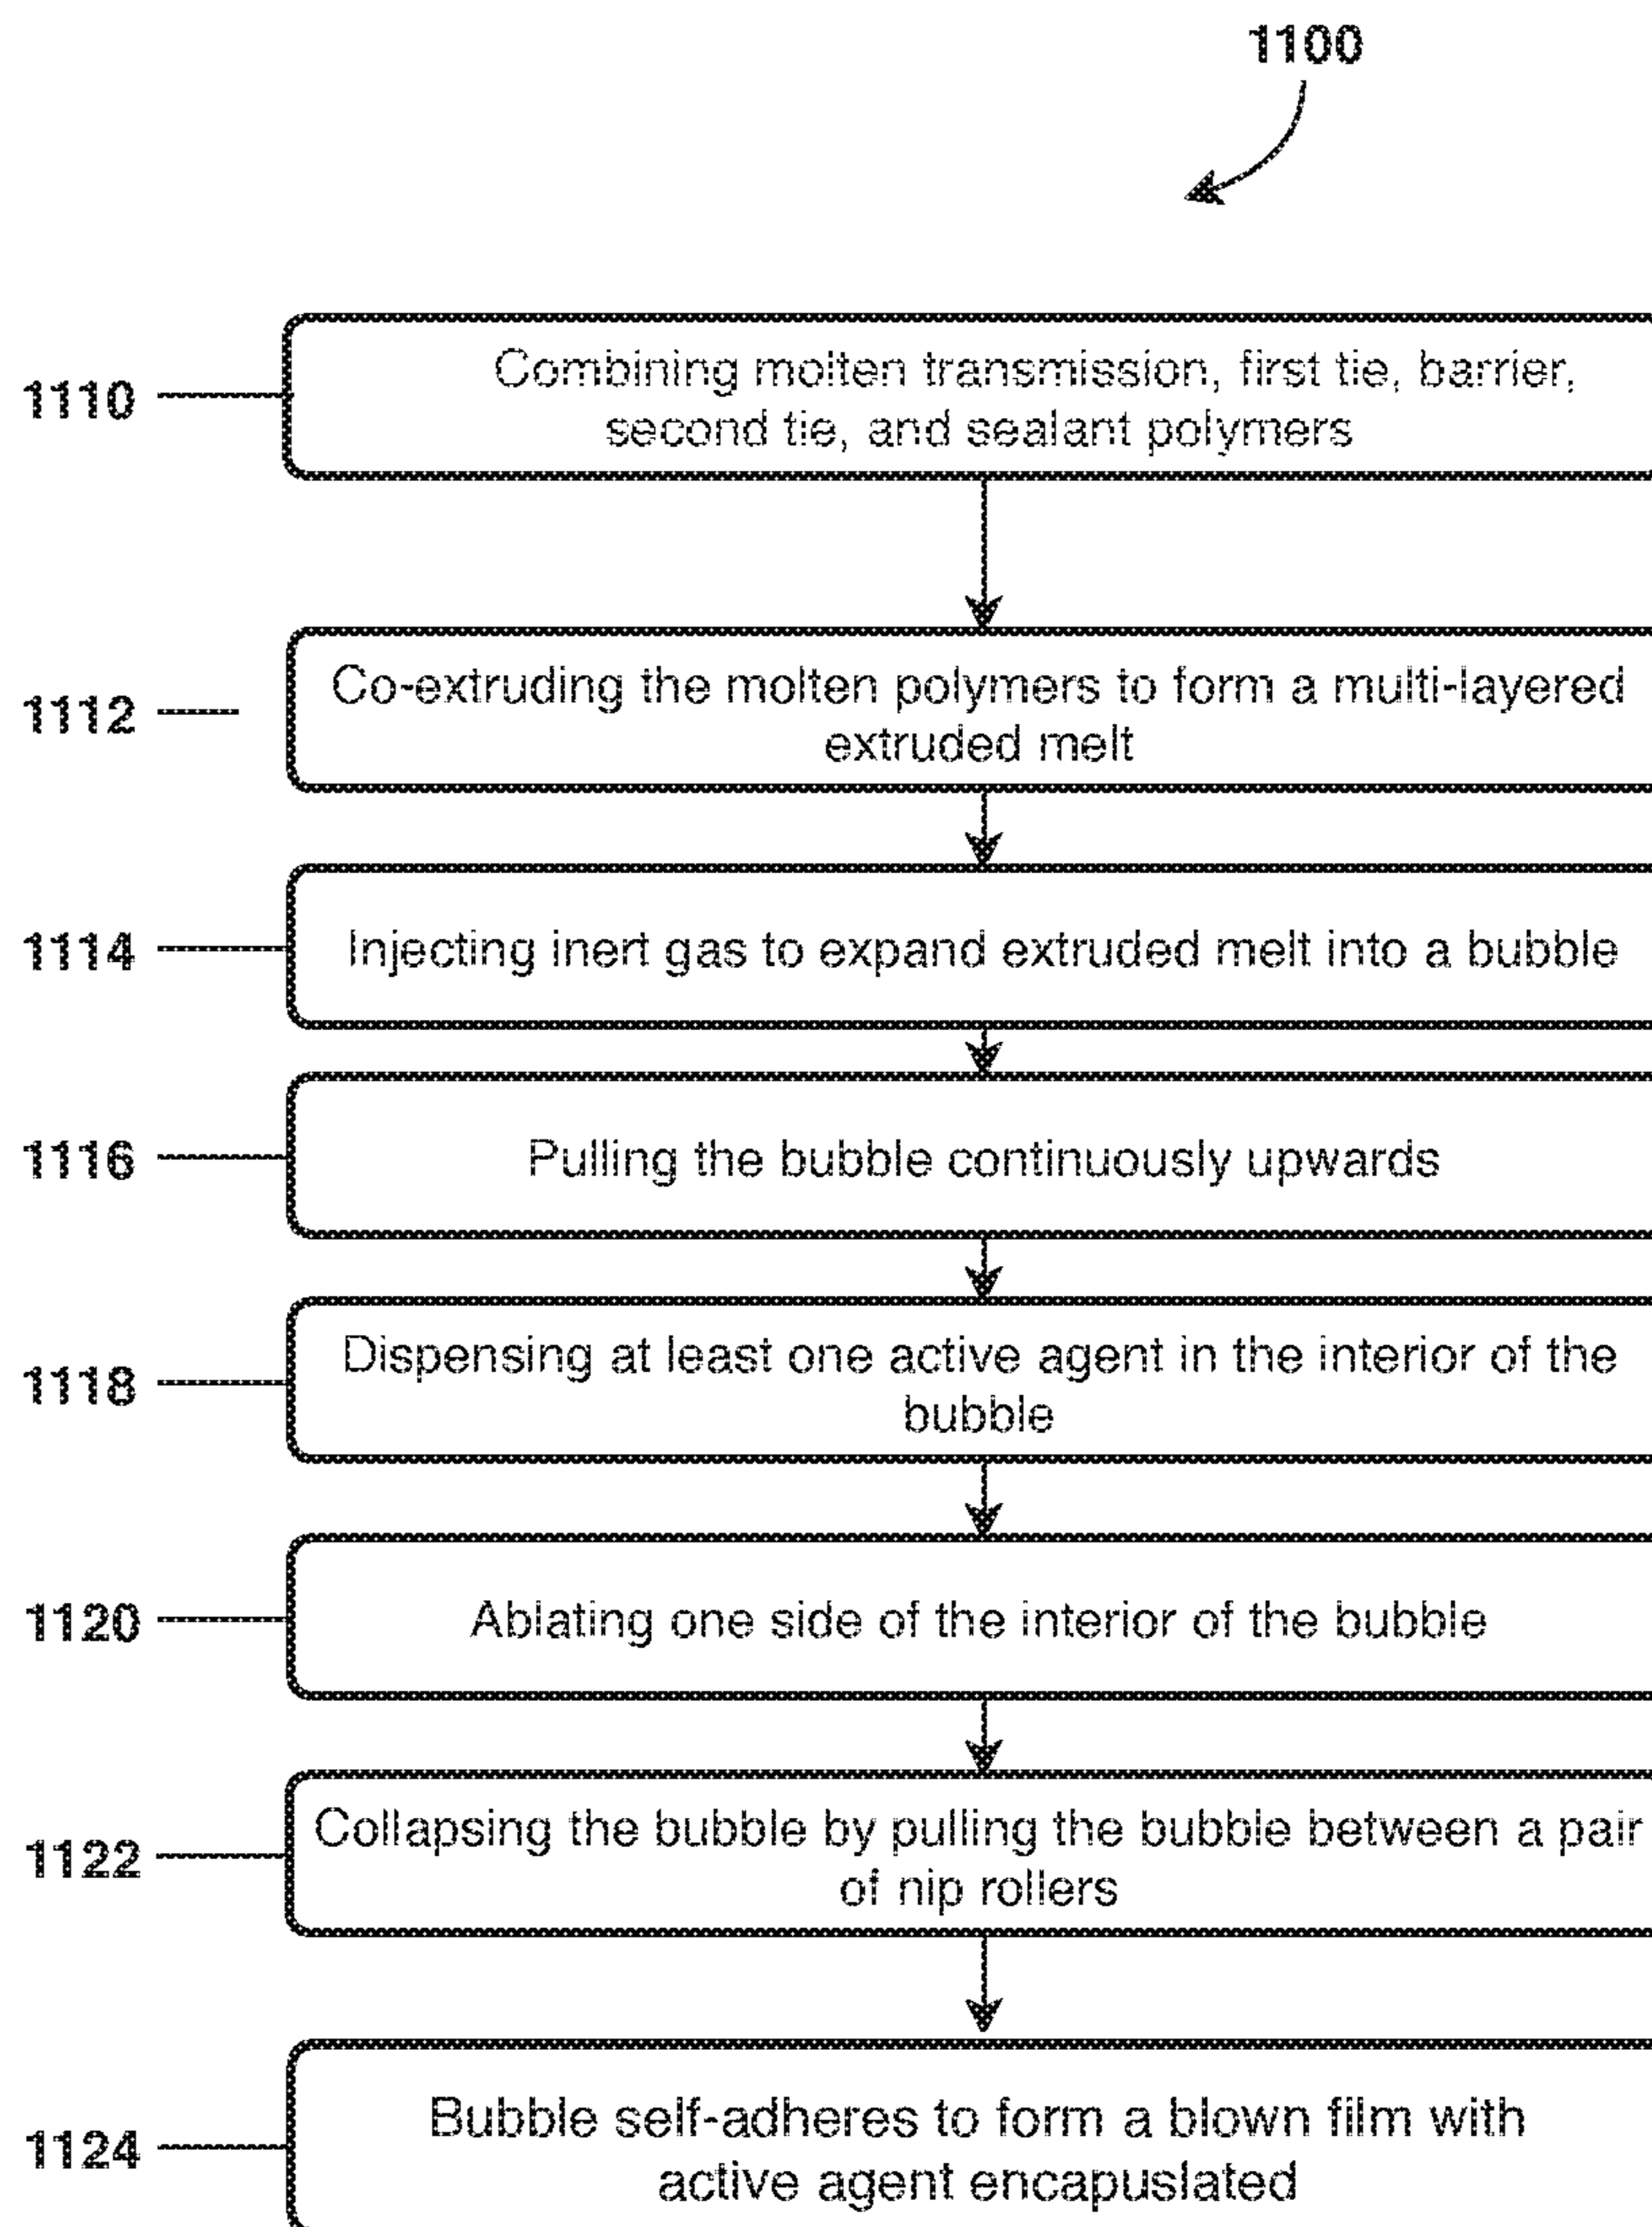 1100
1110
Combining molten transmission, first tie, barrier,
second tie, and sealant polymers
1112
Co-extruding the molten polymers to form a multi-layered
extruded melt
1114
Injecting inert gas to expand extruded melt into a bubble
1116
Pulling the bubble continuously upwards
1118
Dispensing at least one active agent in the interior of the
bubble
1120
Ablating one side of the interior of the bubble
1122
Collapsing the bubble by pulling the bubble between a pair
of nip rollers
1124
Bubble self-adheres to form a blown film with
active agent encapuslated